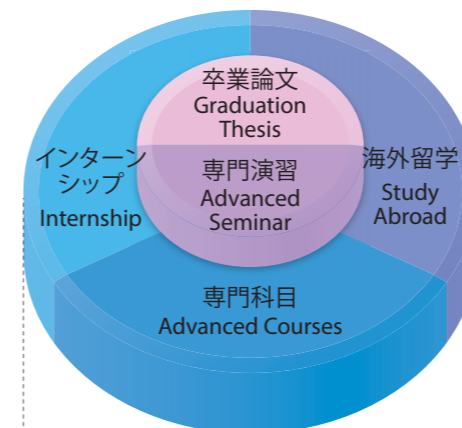 卒業論文
Graduation
Thesis
インターン
シップ
Internship
専門演習
Advanced
Seminar
海外留学
Study
Abroad
専門科目
Advanced Courses